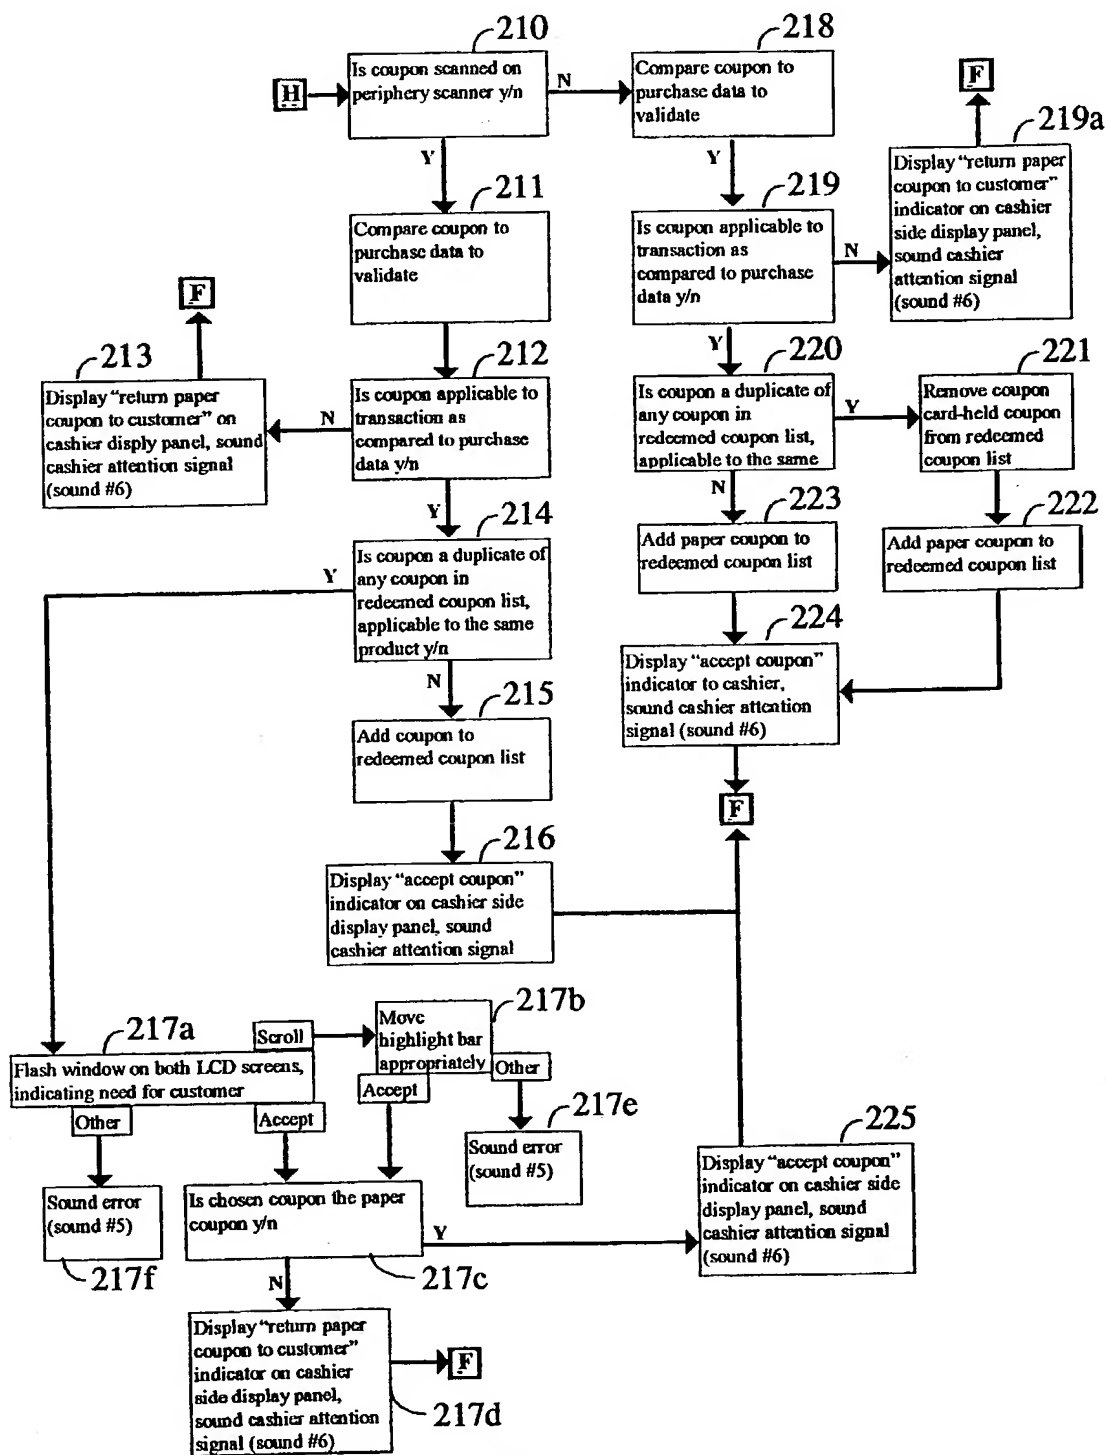 210
218
H
Is coupon scanned on
periphery scanner y/n
N
Compare coupon to
purchase data to
validate
F
219a
Y
Y
211
219
Display "return paper
coupon to customer"
indicator on cashier
side display panel,
sound cashier
attention signal
(sound #6)
Compare coupon to
purchase data to
validate
Is coupon applicable to
transaction as
compared to purchase
data y/n
N
F
213
212
Y
220
221
Display "return paper
coupon to customer" on
cashier disply panel, sound
cashier attention signal
(sound #6)
N
Is coupon applicable to
transaction as
compared to purchase
data y/n
Is coupon a duplicate of
any coupon in
redeemed coupon list,
applicable to the same
Y
Remove coupon
card-held coupon
from redeemed
coupon list
Y
214
N
223
222
Y
Is coupon a duplicate of
any coupon in
redeemed coupon list,
applicable to the same
product y/n
Add paper coupon to
redeemed coupon list
Add paper coupon to
redeemed coupon list
224
N
215
Display "accept coupon"
indicator to cashier,
sound cashier attention
signal (sound #6)
Add coupon to
redeemed coupon list
F
216
Display "accept coupon"
indicator on cashier side
display panel, sound
cashier attention signal
217a
Scroll
Move
highlight bar
appropriately
217b
Flash window on both LCD screens,
indicating need for customer
Other
Accept
Accept
Other
217e
Sound error
(sound #5)
225
Sound error
(sound #5)
217f
Is chosen coupon the paper
coupon y/n
Y
217c
Display "accept coupon"
indicator on cashier side
display panel, sound
cashier attention signal
(sound #6)
N
Display "return paper
coupon to customer"
indicator on cashier
side display panel,
sound cashier attention
signal (sound #6)
F
217d